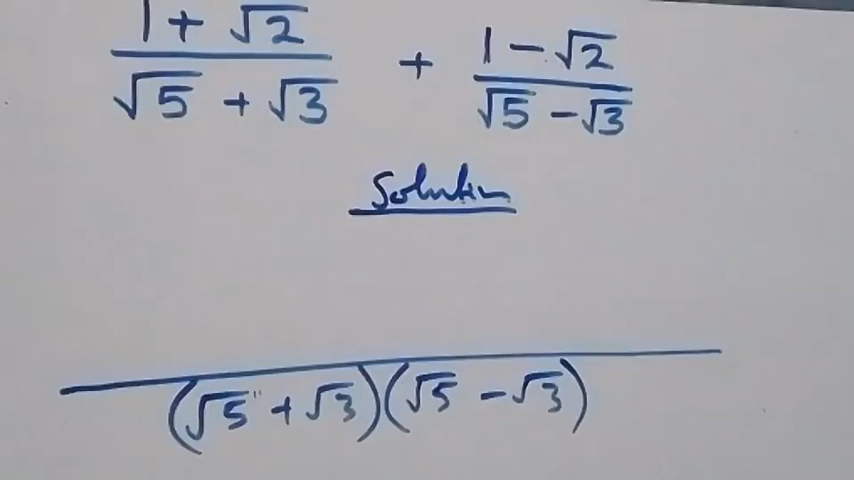 1 + √2 / √5 + √3 + 1 - √2 / √5 - √3
Solution
(√5 + √3)(√5 - √3)